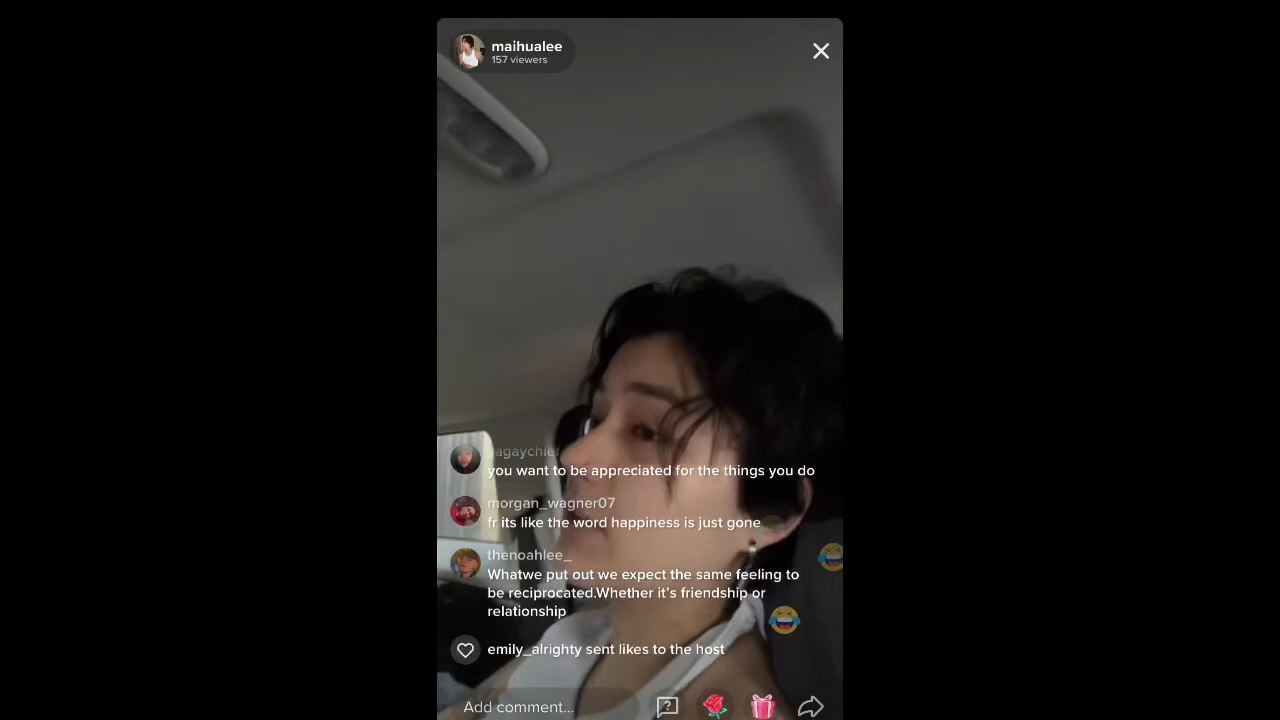 maihualee
157 viewers
you want to be appreciated for the things you do
morgan_wagner07
fr its like the word happiness is just gone
thenoahlee_
Whatwe put out we expect the same feeling to
be reciprocated.Whether it's friendship or
relationship
emily_alrighty sent likes to the host
Add comment...